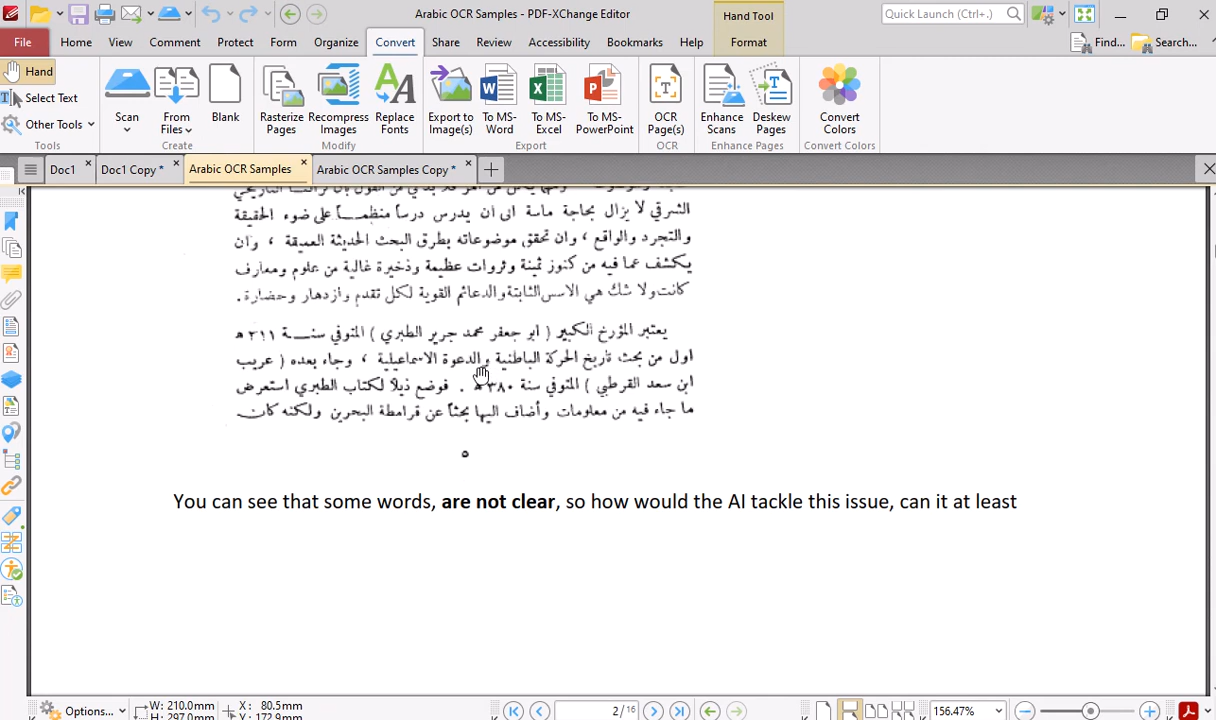 Arabic OCR Samples - PDF-XChange Editor
Hand Tool
Quick Launch (Ctrl+.)
File Home View Comment Protect Form Organize Convert Share Review Accessibility Bookmarks Help Format
Find... Search...
Hand
Select Text
Other Tools
Tools
Scan
From Files
Blank
Create
Rasterize Pages
Recompress Images
Replace Fonts
Modify
Export to Image(s)
To MS-Word
To MS-Excel
To MS-PowerPoint
Export
OCR Page(s)
OCR
Enhance Scans
Deskew Pages
Enhance Pages
Convert Colors
Convert Colors
Doc1 Doc1 Copy * Arabic OCR Samples Arabic OCR Samples Copy *
الشرقي لا يزال بحاجة ماسة الى ان يدرس درساً منظمـــاً على ضوء الحقيقة
والتجرد والواقع ، وان تحقق موضوعاته بطرق البحث الحديثة العميقة ، وان
يكشف عما فيه من كنوز ثمينة وثروات عظيمة وذخيرة غالية من علوم ومعارف
كانت ولا شك هي الاسس الثابتة والدعائم القوية لكل تقدم وازدهار وحضارة .
يعتبر المؤرخ الكبير ( ابو جعفر محمد جرير الطبري ) المتوفي سنـــة ٣١١ ه
اول من بحث تاريخ الحركة الباطنية والدعوة الاسماعيلية ، وجاء بعده ( عريب
ابن سعد القرطبي ) المتوفي سنة ٣٨٠ ه . فوضع ذيلاً لكتاب الطبري استعرض
ما جاء فيه من معلومات وأضاف اليها بحثاً عن قرامطة البحرين ولكنه كان
٥
You can see that some words, are not clear, so how would the AI tackle this issue, can it at least
Options...
W: 210.0mm
H: 297.0mm
X: 80.5mm
Y: 172.9mm
2 / 16
156.47%